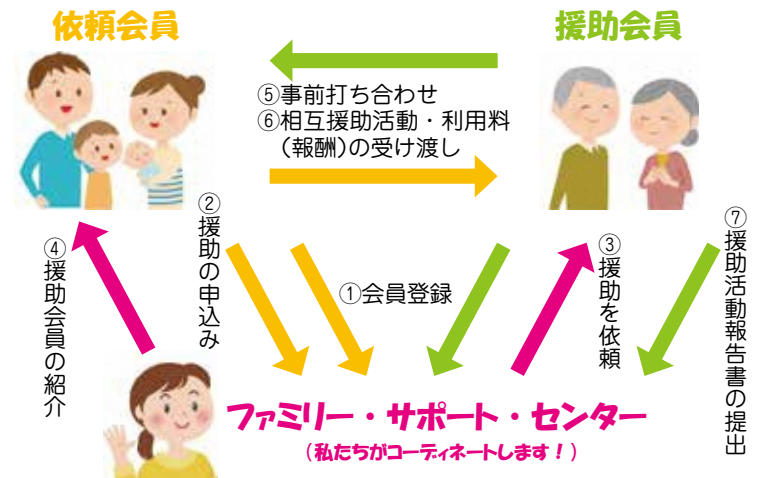 依頼会員
援助会員
⑤事前打ち合わせ
⑥相互援助活動・利用料
（報酬）の受け渡し
②援助の申込み
④援助会員の紹介
①会員登録
③援助を依頼
⑦援助活動報告書の提出
ファミリー・サポート・センター
（私たちがコーディネートします！）